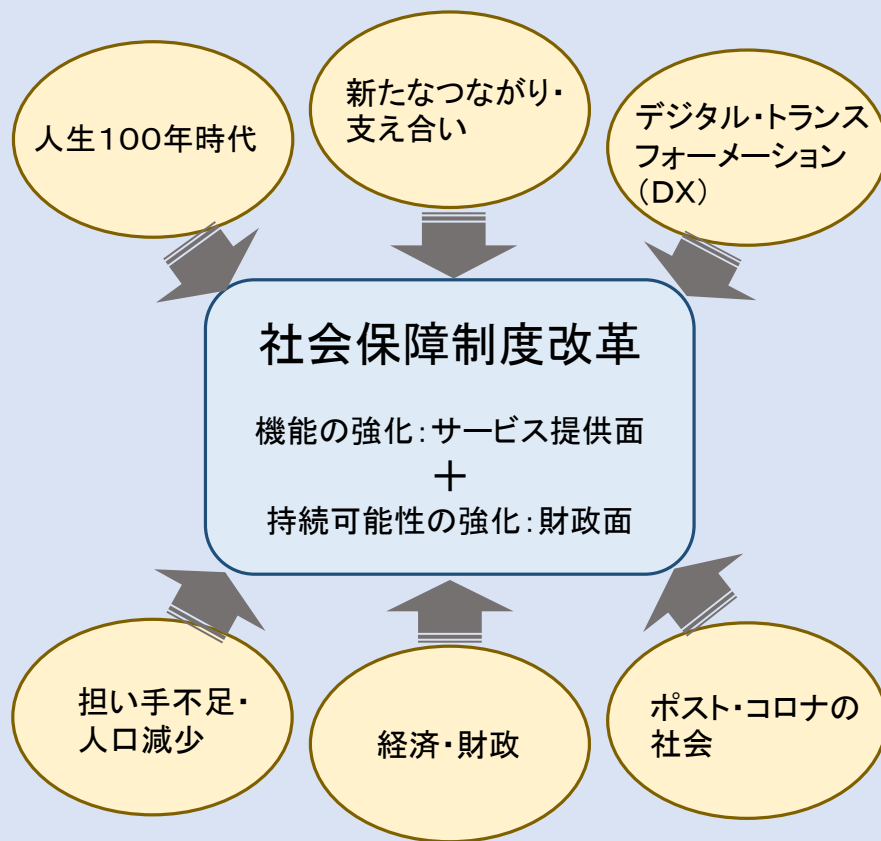 人生１００年時代
新たなつながり・
支え合い
デジタル・トランス
フォーメーション
（ＤＸ）
社会保障制度改革
機能の強化：サービス提供面
＋
持続可能性の強化：財政面
担い手不足・
人口減少
経済・財政
ポスト・コロナの
社会